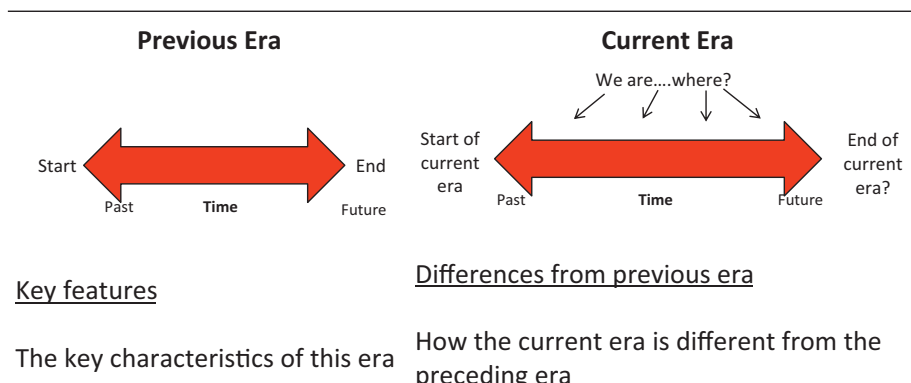 Previous Era
Start
End
Past
Time
Future
Key features
The key characteristics of this era
Current Era
We are....where?
Start of
current
era
End of
current
era?
Past
Time
Future
Differences from previous era
How the current era is different from the
preceding era